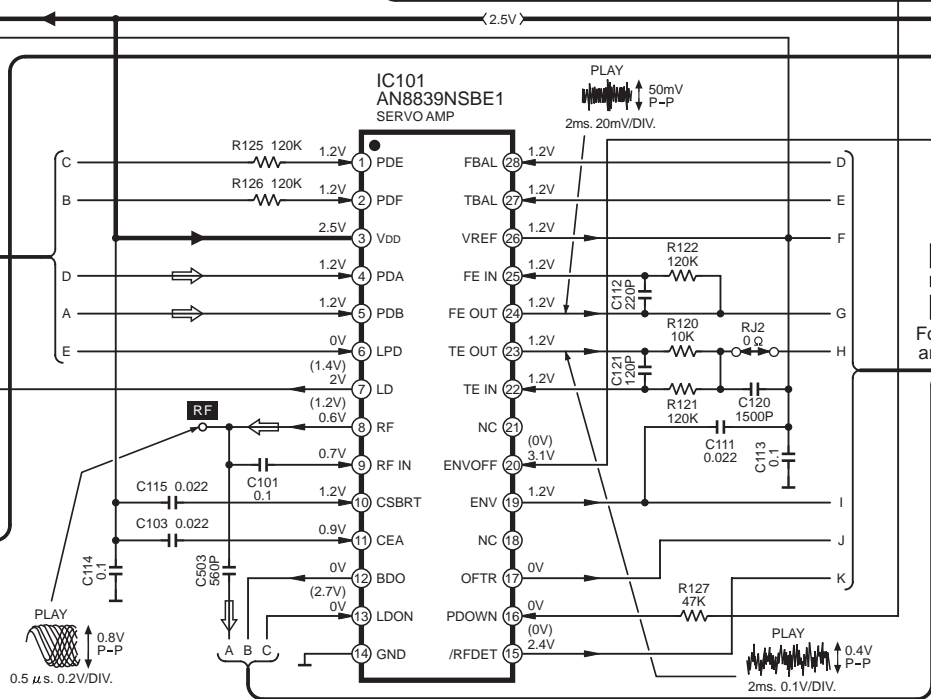 2.5V
IC101
AN8839NSBE1
SERVO AMP
PLAY
50mV
P-P
2ms. 20mV/DIV.
C
R125 120K
1.2V
1
PDE
FBAL
28
1.2V
D
B
R126 120K
1.2V
2
PDF
TBAL
27
1.2V
E
2.5V
3
VDD
VREF
26
1.2V
F
D
1.2V
4
PDA
FE IN
25
1.2V
C112
220P
R122
120K
A
1.2V
5
PDB
FE OUT
24
1.2V
G
E
0V
6
LPD
TE OUT
23
1.2V
C121
120P
R120
10K
RJ2
0 Ω
H
(1.4V)
2V
7
LD
TE IN
22
1.2V
R121
120K
C120
1500P
RF
(1.2V)
0.6V
8
RF
NC
21
C111
0.022
C113
0.1
C101
0.1
0.7V
9
RF IN
ENVOFF
20
(0V)
3.1V
C115 0.022
1.2V
10
CSBRT
ENV
19
1.2V
I
C103 0.022
0.9V
11
CEA
NC
18
J
C114
0.1
C503
560P
0V
12
BDO
OFTR
17
0V
K
(2.7V)
0V
13
LDON
PDOWN
16
0V
R127
47K
14
GND
/RFDET
15
(0V)
2.4V
A B C
PLAY
0.8V
P-P
0.5 µs. 0.2V/DIV.
PLAY
0.4V
P-P
2ms. 0.1V/DIV.
Fo